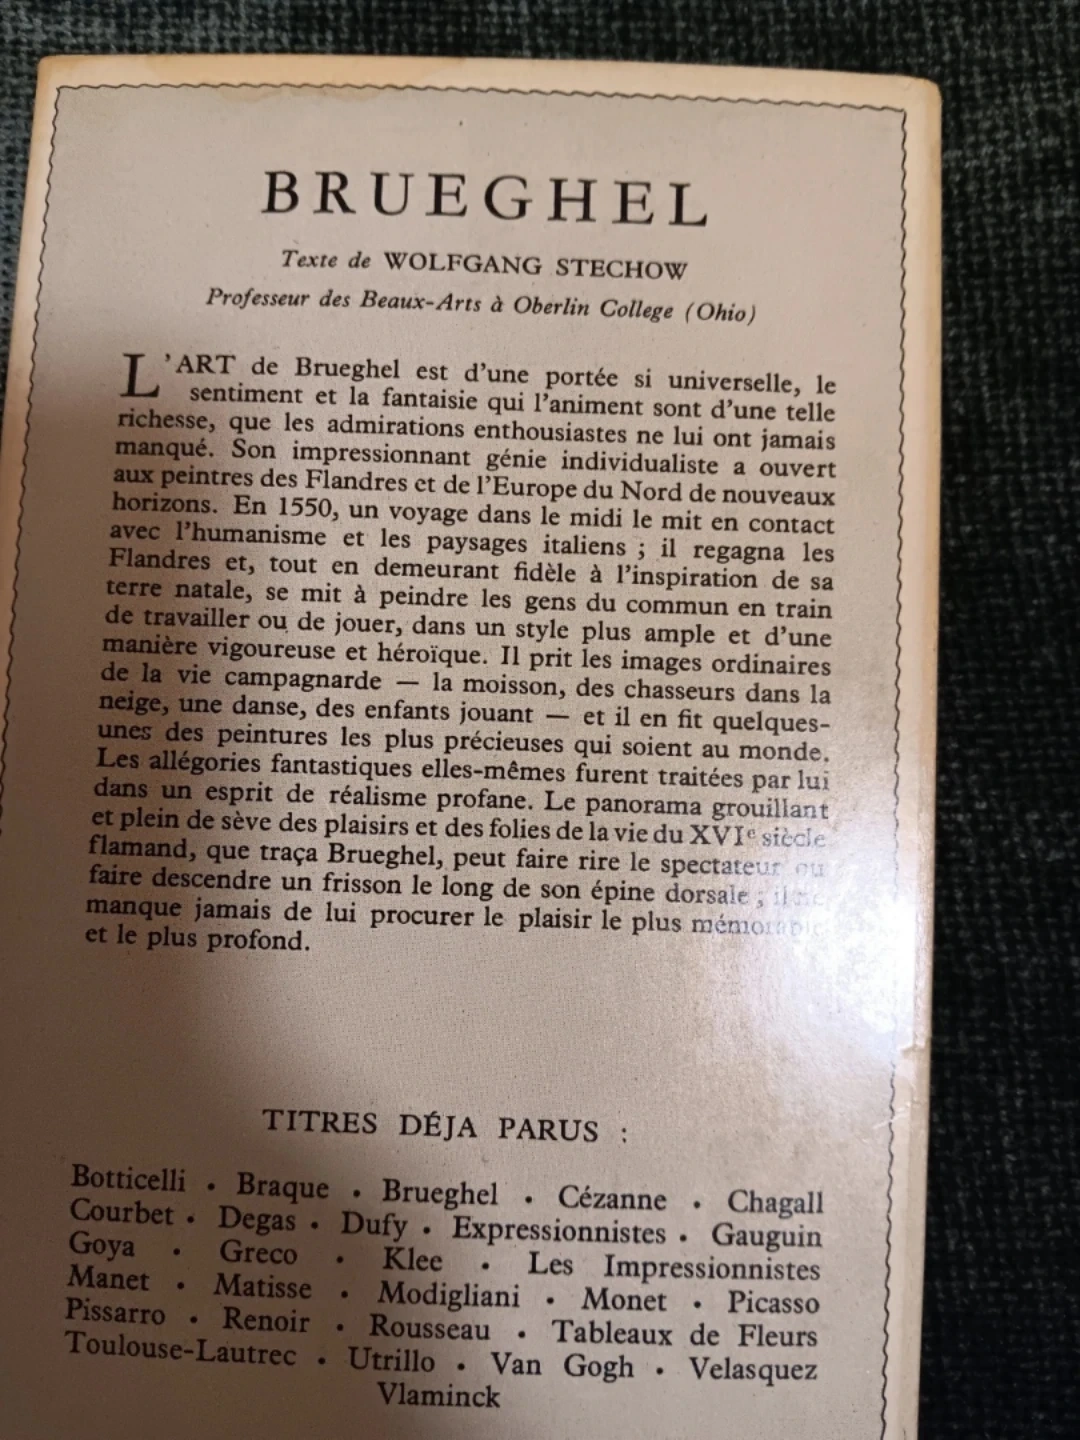 BRUEGHEL
Texte de WOLFGANG STECHOW
Professeur des Beaux-Arts à Oberlin College (Ohio)
L'ART de Brueghel est d'une portée si universelle, le
sentiment et la fantaisie qui l'animent sont d'une telle
richesse, que les admirations enthousiastes ne lui ont jamais
manqué. Son impressionnant génie individualiste a ouvert
aux peintres des Flandres et de l'Europe du Nord de nouveaux
horizons. En 1550, un voyage dans le midi le mit en contact
avec l'humanisme et les paysages italiens ; il regagna les
Flandres et, tout en demeurant fidèle à l'inspiration de sa
terre natale, se mit à peindre les gens du commun en train
de travailler ou de jouer, dans un style plus ample et d'une
manière vigoureuse et héroïque. Il prit les images ordinaires
de la vie campagnarde — la moisson, des chasseurs dans la
neige, une danse, des enfants jouant — et il en fit quelques-
unes des peintures les plus précieuses qui soient au monde.
Les allégories fantastiques elles-mêmes furent traitées par lui
dans un esprit de réalisme profane. Le panorama grouillant
et plein de sève des plaisirs et des folies de la vie du XVIe siècle
flamand, que traça Brueghel, peut faire rire le spectateur ou
faire descendre un frisson le long de son épine dorsale ; il ne
manque jamais de lui procurer le plaisir le plus mémorable
et le plus profond.
TITRES DÉJA PARUS :
Botticelli • Braque • Brueghel • Cézanne • Chagall
Courbet • Degas • Dufy • Expressionnistes • Gauguin
Goya • Greco • Klee • Les Impressionnistes
Manet • Matisse • Modigliani • Monet • Picasso
Pissarro • Renoir • Rousseau • Tableaux de Fleurs
Toulouse-Lautrec • Utrillo • Van Gogh • Velasquez
Vlaminck